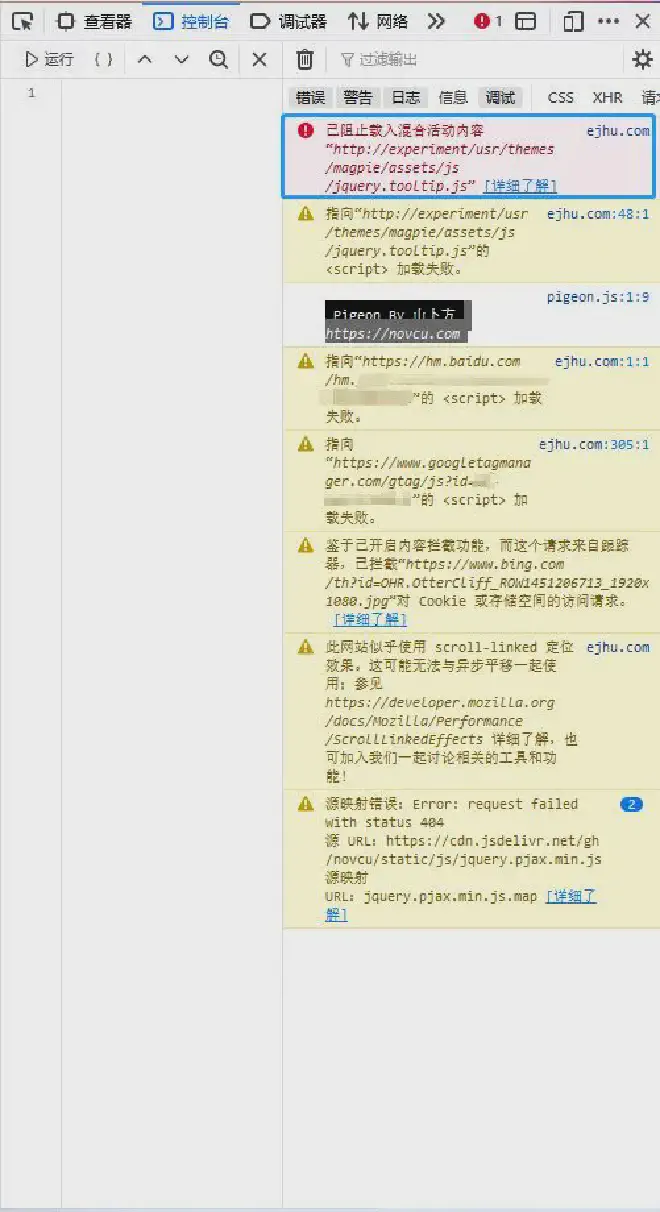 查看器 控制台 调试器 网络 1
运行 过滤输出
错误 警告 日志 信息 调试 CSS XHR
1
已阻止载入混合活动内容 ejhu.com
“http://experiment/usr/themes
/magpie/assets/js
/jquery.tooltip.js” [详细了解]
指向“http://experiment/usr ejhu.com:48:1
/themes/magpie/assets/js
/jquery.tooltip.js”的
<script> 加载失败。
pigeon.js:1:9
Pigeon By 山卜方
https://novcu.com
指向“https://hm.baidu.com ejhu.com:1:1
/hm.
”的 <script> 加载
失败。
指向 ejhu.com:305:1
“https://www.googletagmana
ger.com/gtag/js?id=
”的 <script> 加
载失败。
鉴于已开启内容拦截功能，而这个请求来自跟踪
器，已拦截“https://www.bing.com
/th?id=OHR.OtterCliff_ROW1451206713_1920x
1080.jpg”对 Cookie 或存储空间的访问请求。
[详细了解]
此网站似乎使用 scroll-linked 定位 ejhu.com
效果。这可能无法与异步平移一起使
用；参见
https://developer.mozilla.org
/docs/Mozilla/Performance
/ScrollLinkedEffects 详细了解，也
可加入我们一起讨论相关的工具和功
能！
源映射错误：Error: request failed 2
with status 404
源 URL：https://cdn.jsdelivr.net/gh
/novcu/static/js/jquery.pjax.min.js
源映射
URL：jquery.pjax.min.js.map [详细了
解]